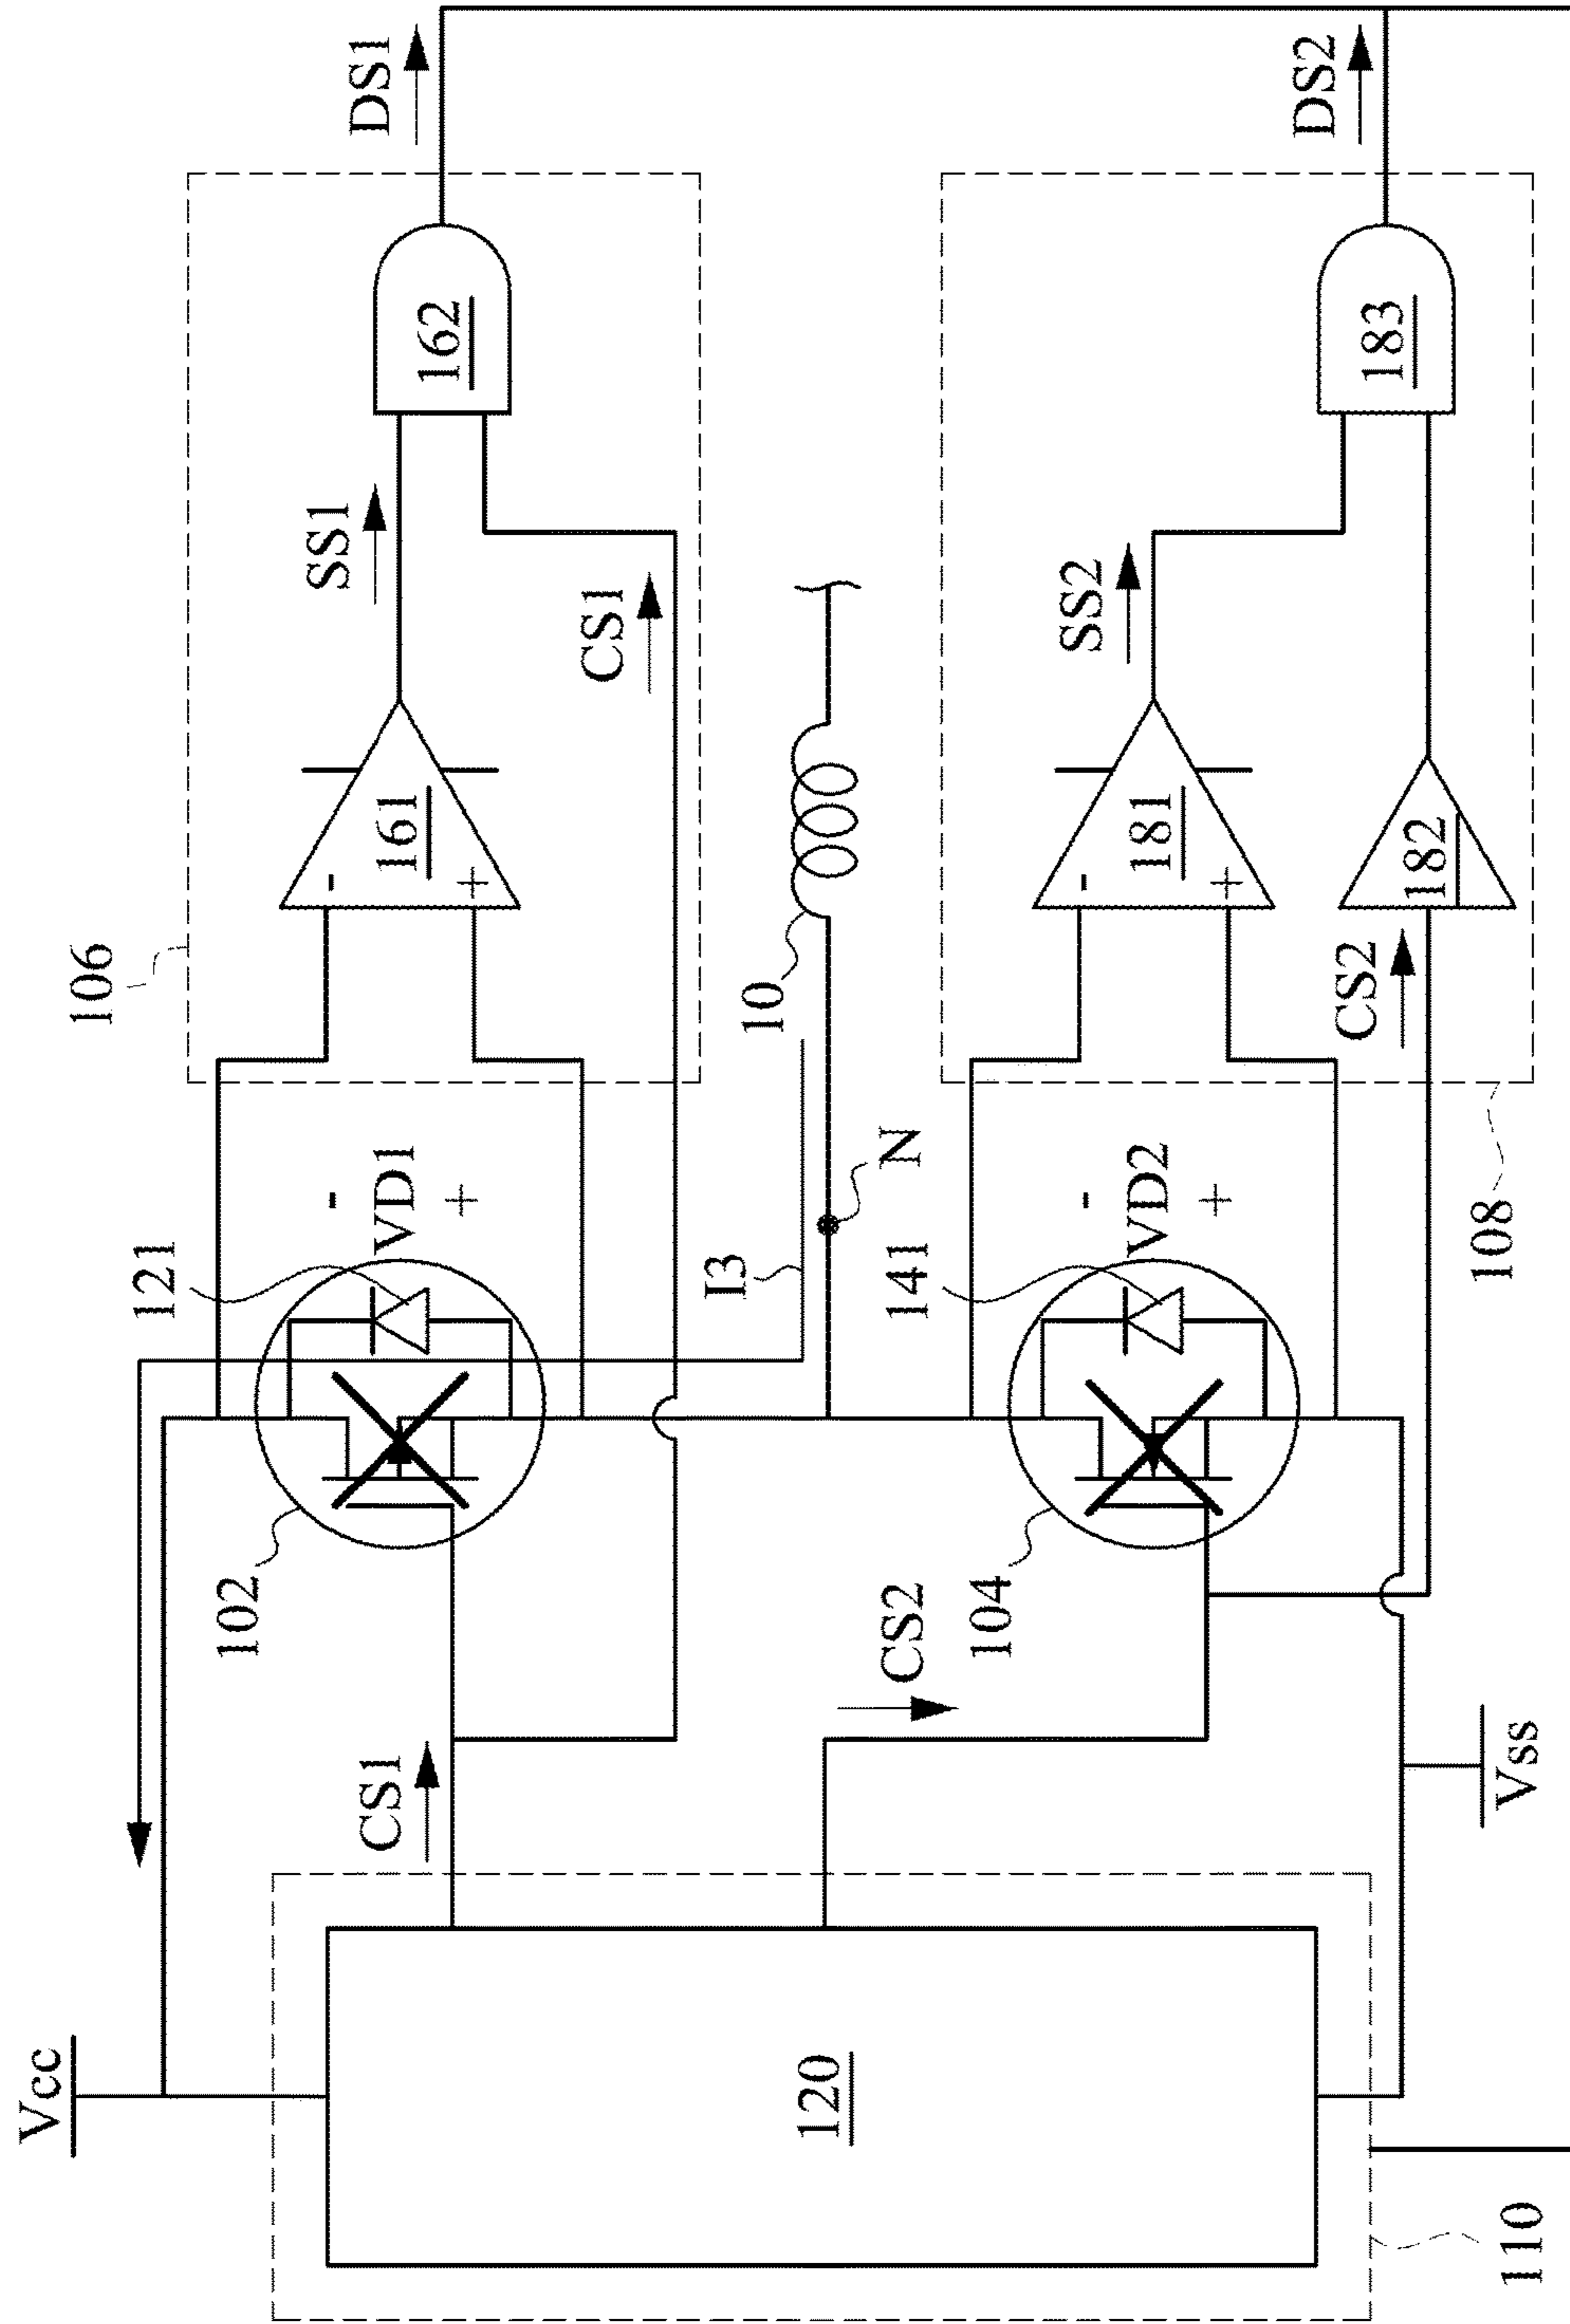 Vcc
110
120
Vss
CS1
CS2
102
104
121
141
-
VD1
+
-
VD2
+
I3
N
10
106
108
-
161
+
-
181
+
182
CS2
CS1
SS1
SS2
162
183
DS1
DS2